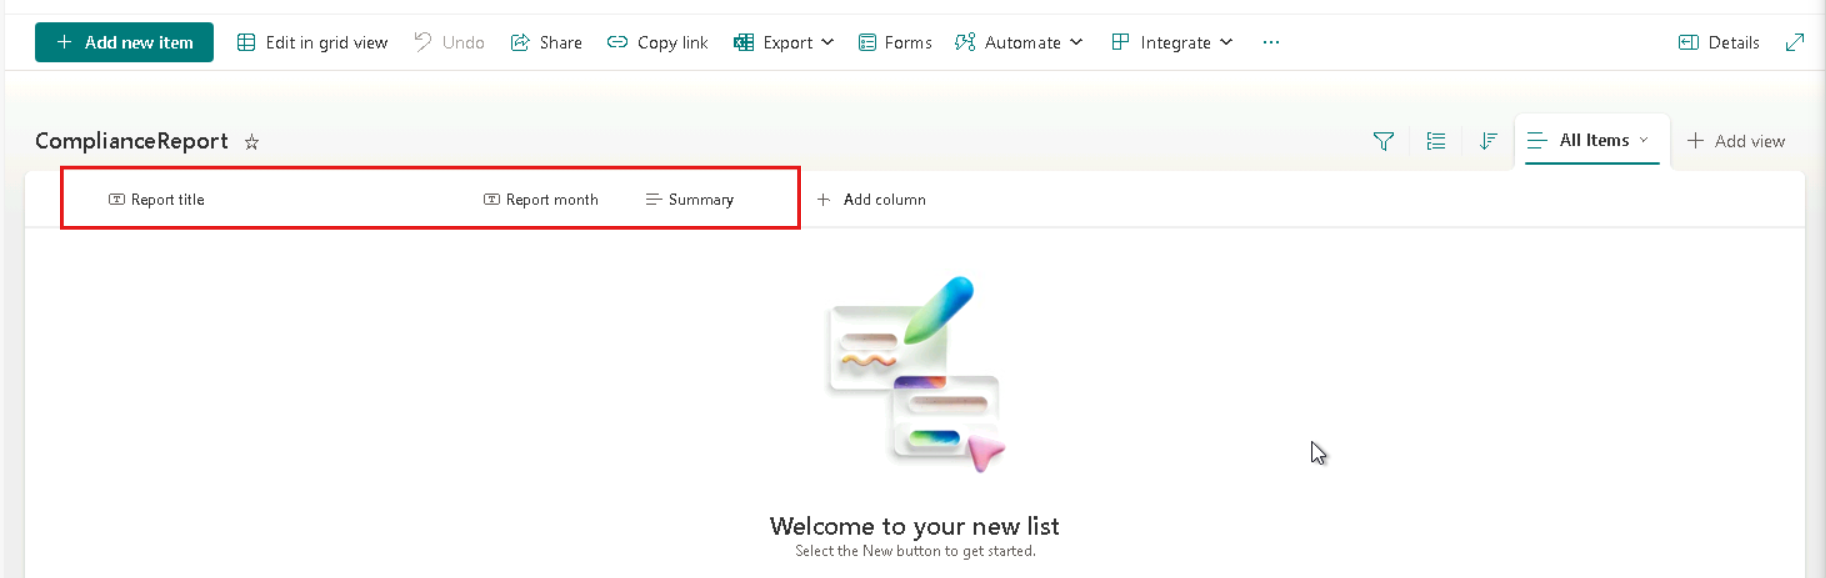 + Add new item Edit in grid view Undo Share Copy link Export Forms Automate Integrate ... Details
ComplianceReport All Items + Add view
Report title Report month Summary + Add column
Welcome to your new list
Select the New button to get started.